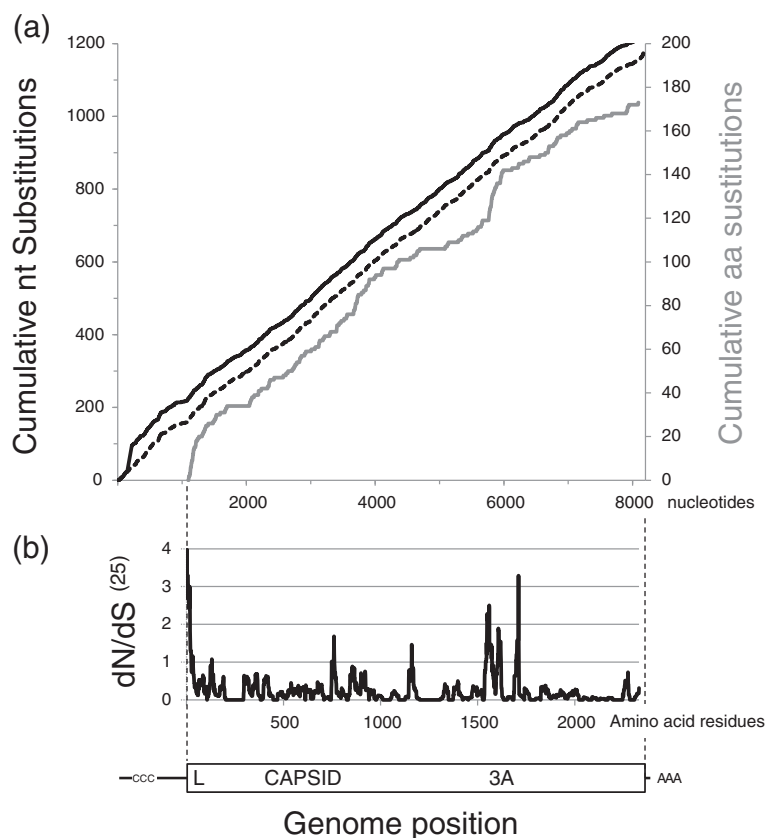 (a)
Cumulative nt Substitutions
1200
1000
800
600
400
200
0
200
180
160
140
120
100
80
60
40
20
0
Cumulative aa sustitutions
2000 4000 6000 8000 nucleotides
(b)
dN/dS (25)
4
3
2
1
0
500 1000 1500 2000 Amino acid residues
CCC L CAPSID 3A AAA
Genome position